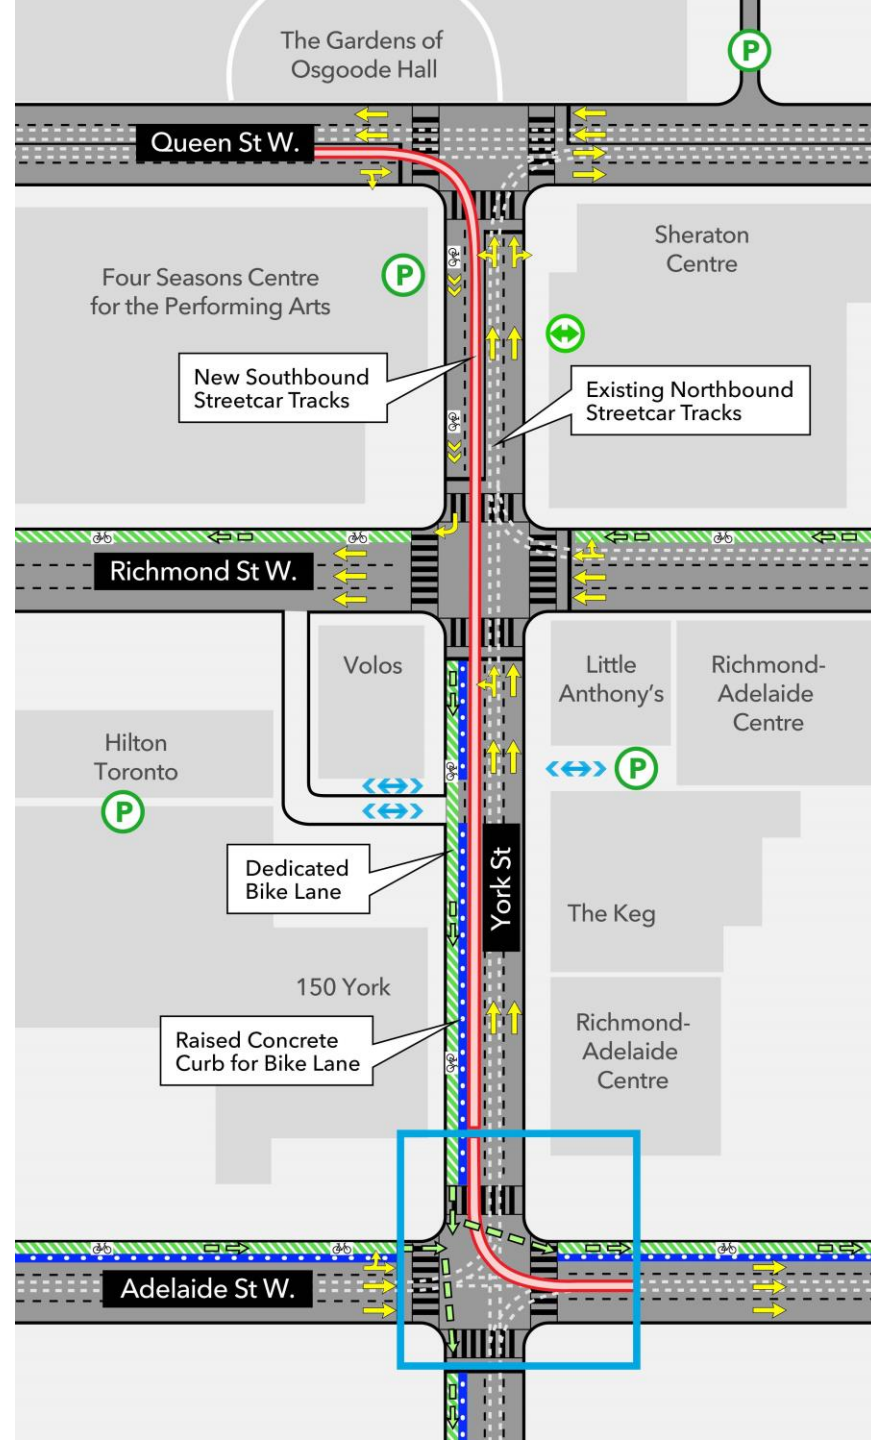 The Gardens of
Osgoode Hall
P
Queen St W.
Sheraton
Centre
Four Seasons Centre
for the Performing Arts
P
New Southbound
Streetcar Tracks
Existing Northbound
Streetcar Tracks
Richmond St W.
Volos
Little
Anthony's
Richmond-
Adelaide
Centre
Hilton
Toronto
P
P
Dedicated
Bike Lane
York St
The Keg
150 York
Raised Concrete
Curb for Bike Lane
Richmond-
Adelaide
Centre
Adelaide St W.